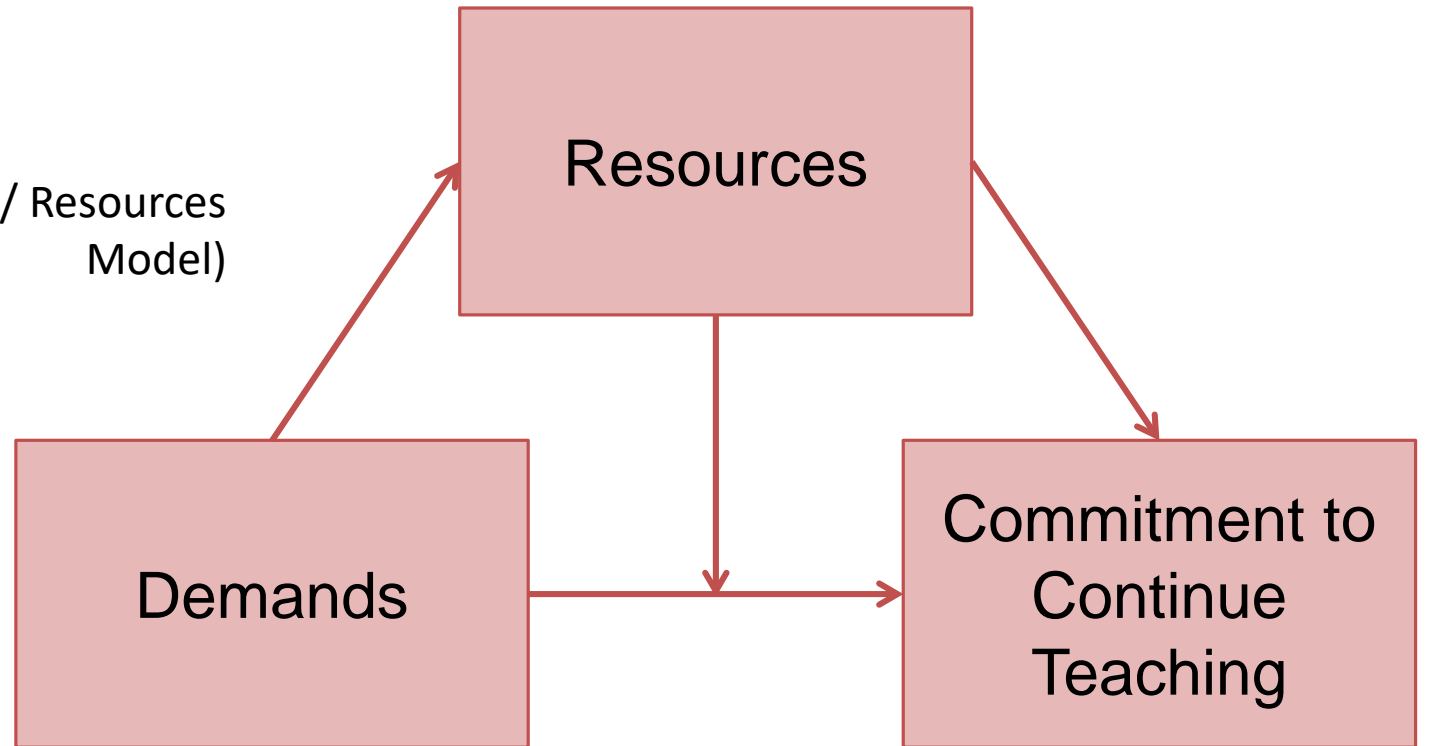 Resources
/ Resources
Model)
Demands
Commitment to
Continue
Teaching